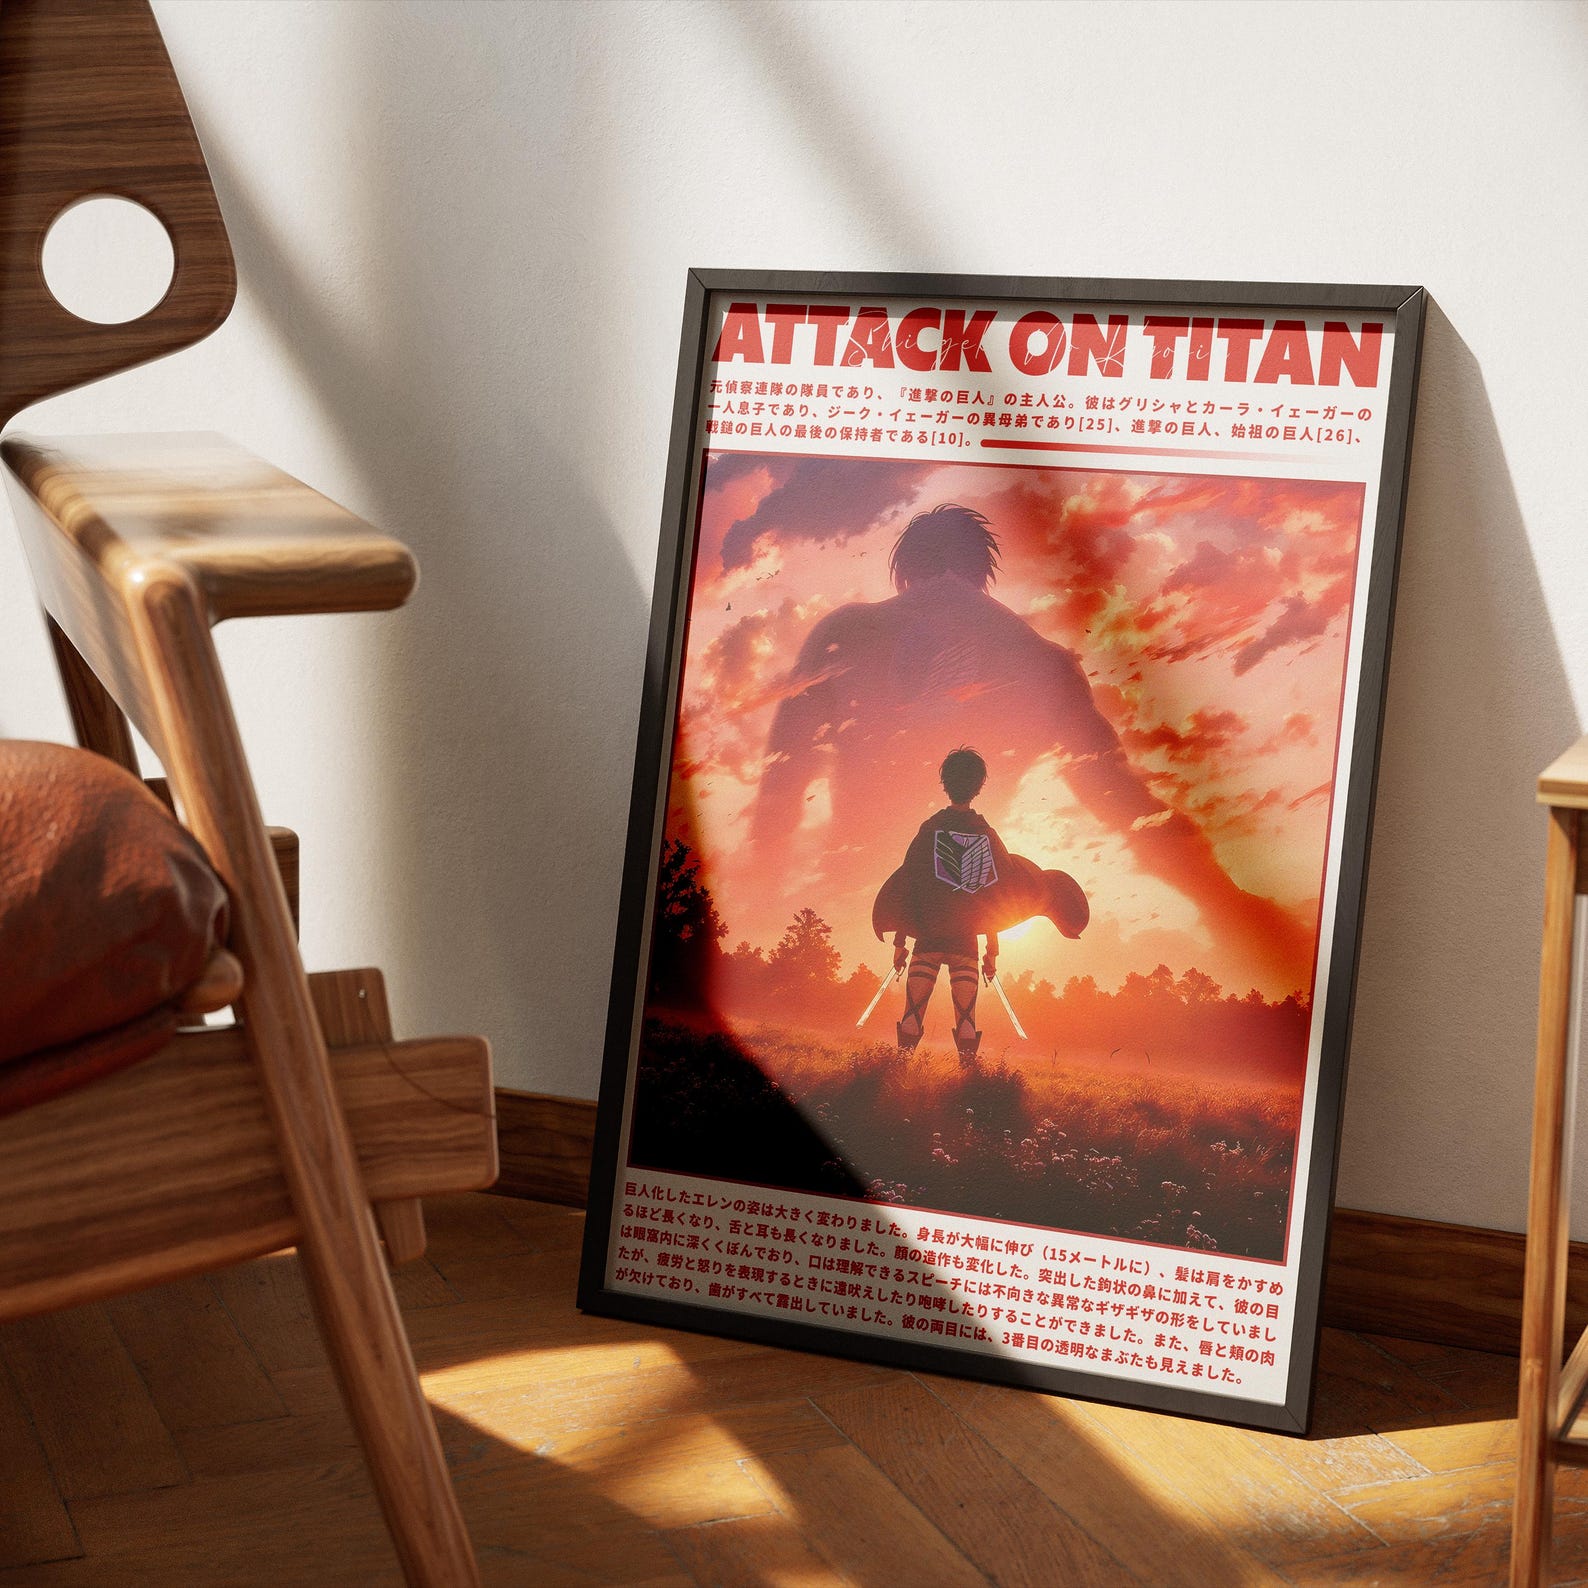 ATTACK ON TITAN
Shingeki No Kyojin
元偵察連隊の隊員であり、『進撃の巨人』の主人公。彼はグリシャとカーラ・イェーガーの
一人息子であり、ジーク・イェーガーの異母弟であり[25]、進撃の巨人、始祖の巨人[26]、
戦鎚の巨人の最後の保持者である[10]。
巨人化したエレンの姿は大きく変わりました。身長が大幅に伸び（15メートルに）、髪は肩をかすめ
るほど長くなり、舌と耳も長くなりました。顔の造作も変化した。突出した鉤状の鼻に加えて、彼の目
は眼窩内に深くくぼんでおり、口は理解できるスピーチには不向きな異常なギザギザの形をしていまし
たが、疲労と怒りを表現するときに遠吠えしたり咆哮したりすることができました。また、唇と頬の肉
が欠けており、歯がすべて露出していました。彼の両目には、3番目の透明なまぶたも見えました。